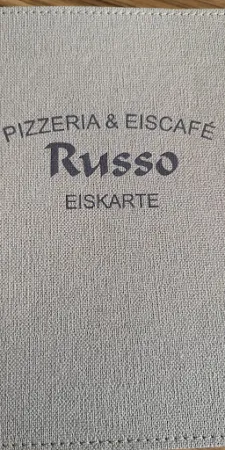 PIZZERIA & EISCAFÉ
Russo
EISKARTE